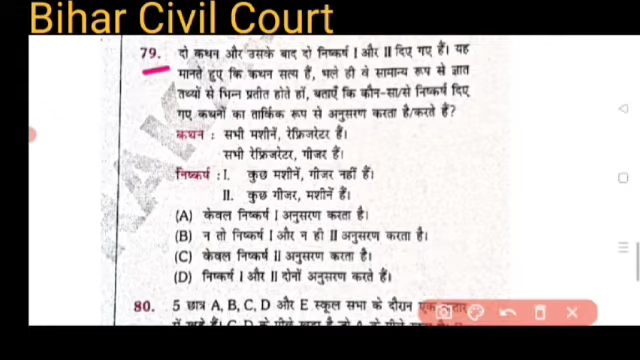 Bihar Civil Court
79. दो कथन और उसके बाद दो निष्कर्ष I और II दिए गए हैं। यह
मानते हुए कि कथन सत्य हैं, भले ही वे सामान्य रूप से ज्ञात
तथ्यों से भिन्न प्रतीत होते हों, बताएँ कि कौन-सा/से निष्कर्ष दिए
गए कथनों का तार्किक रूप से अनुसरण करता है/करते हैं?
कथन : सभी मशीनें, रेफ्रिजरेटर हैं।
सभी रेफ्रिजरेटर, गीजर हैं।
निष्कर्ष : I. कुछ मशीनें, गीजर नहीं हैं।
II. कुछ गीजर, मशीनें हैं।
(A) केवल निष्कर्ष I अनुसरण करता है।
(B) न तो निष्कर्ष I और न ही II अनुसरण करता है।
(C) केवल निष्कर्ष II अनुसरण करता है।
(D) निष्कर्ष I और II दोनों अनुसरण करते हैं।
80. 5 छात्र A, B, C, D और E स्कूल सभा के दौरान एक कतार